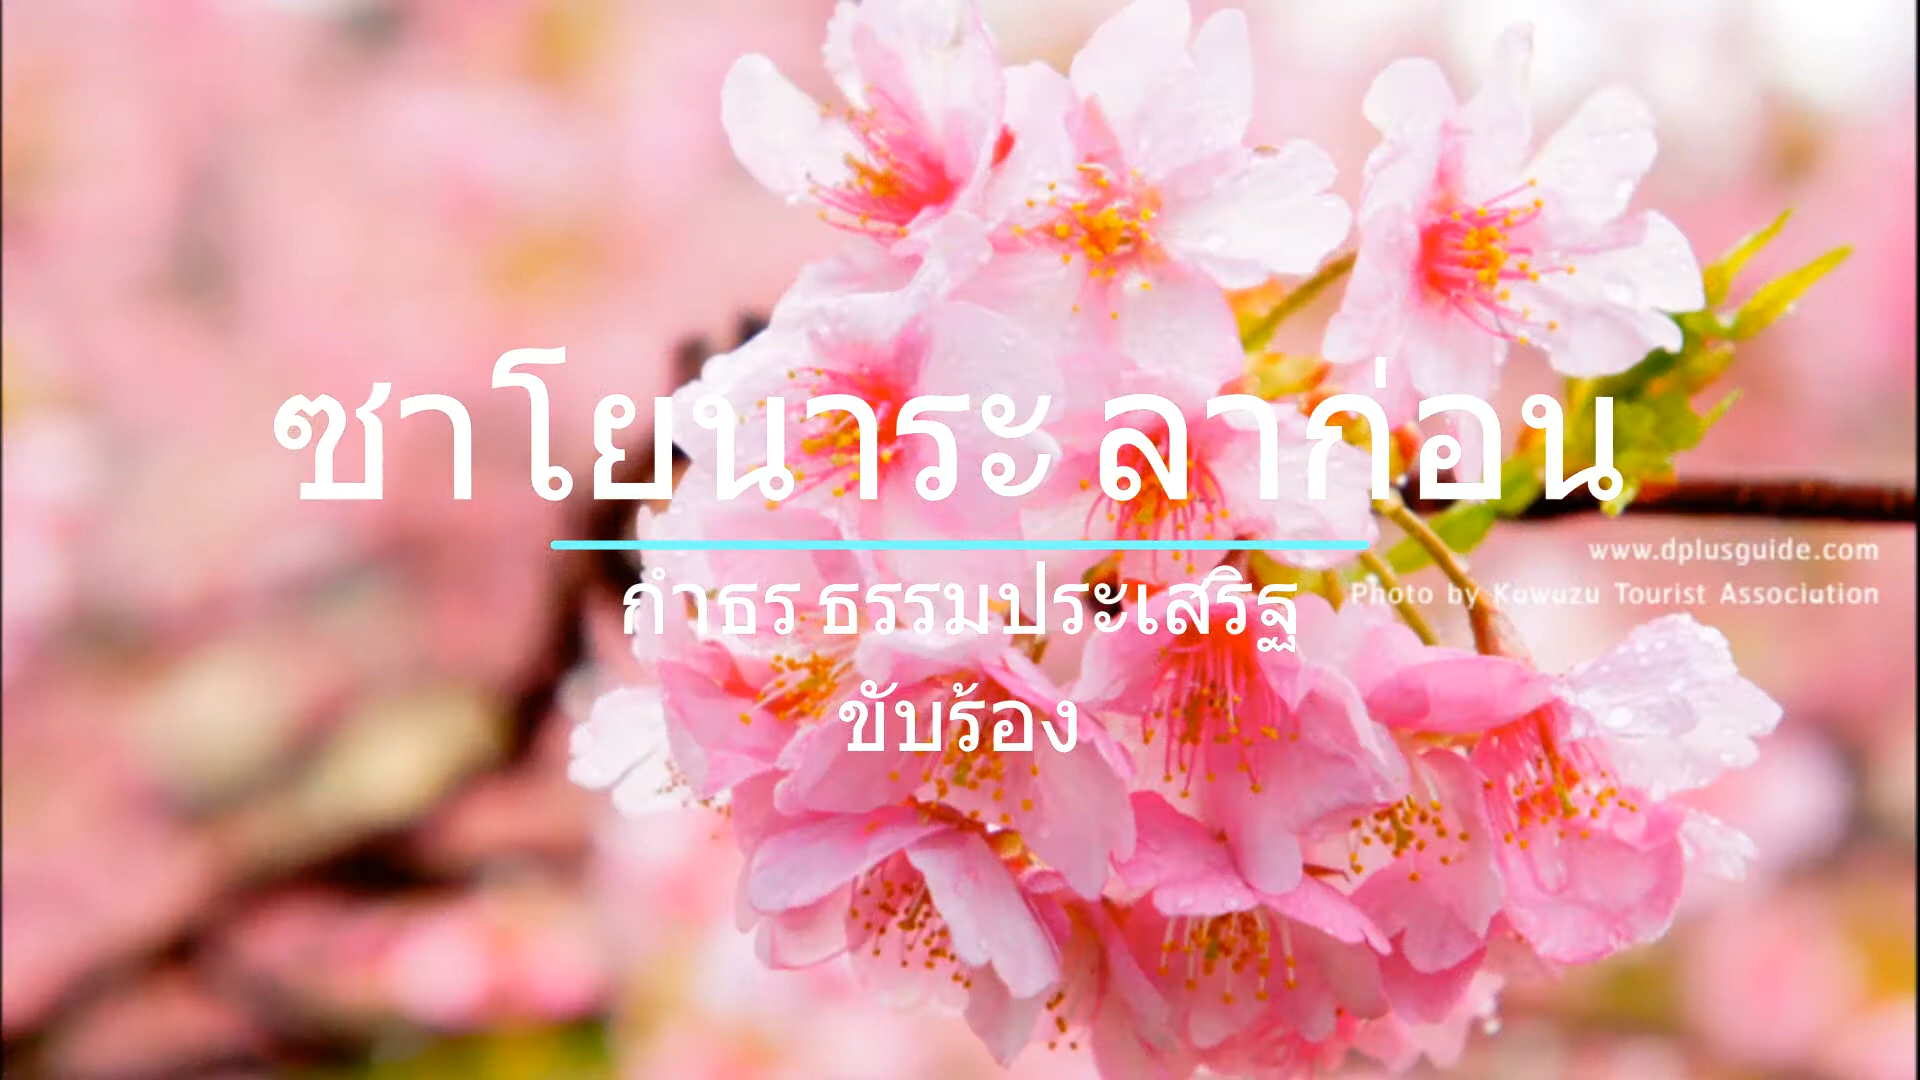 ซาโยนาระ ลาก่อน
www.dplusguide.com
กำธร ธรรมประเสริฐ
Photo by Kawazu Tourist Association
ขับร้อง